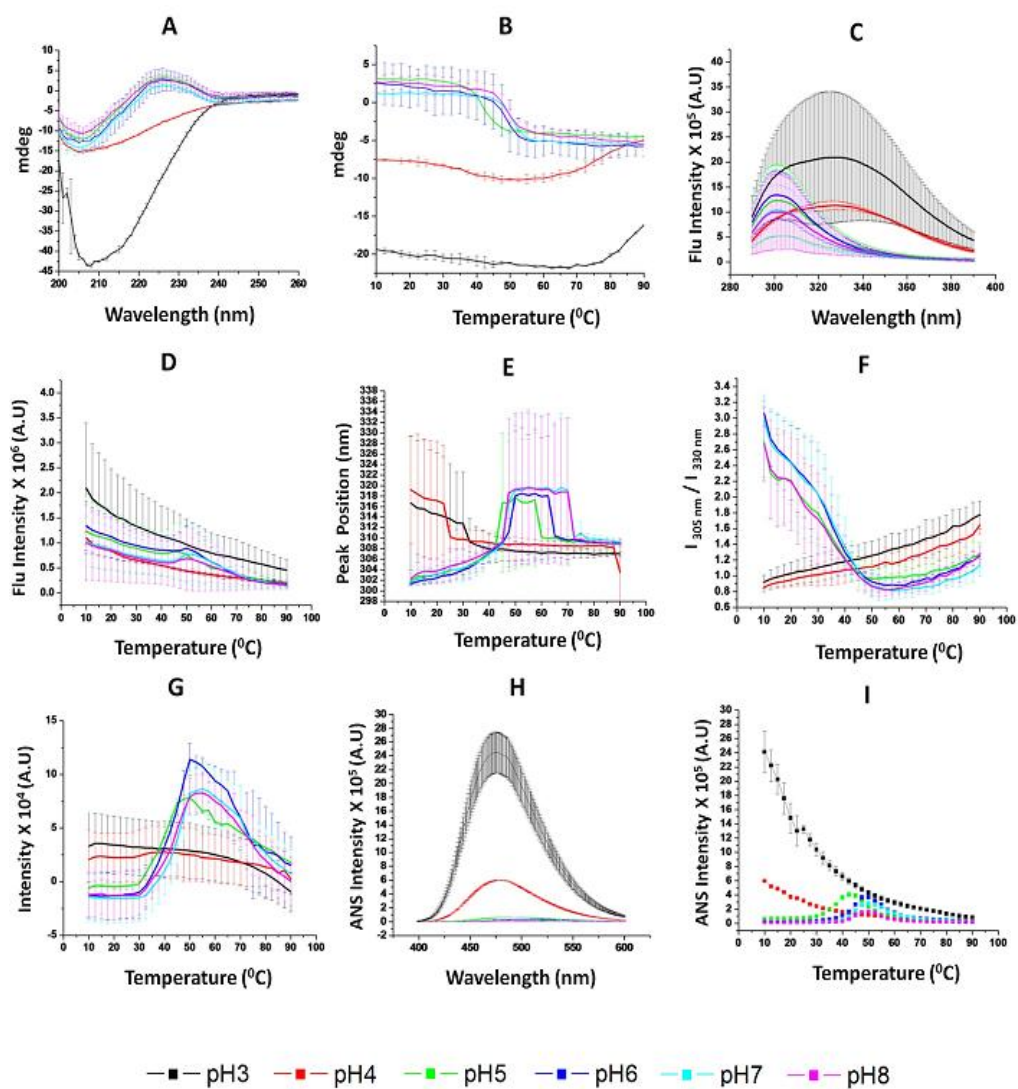 A
mdeg
10
5
0
-5
-10
-15
-20
-25
-30
-35
-40
-45
200 210 220 230 240 250 260
Wavelength (nm)
B
mdeg
10
5
0
-5
-10
-15
-20
10 20 30 40 50 60 70 80 90
Temperature (⁰C)
C
Flu Intensity X 10⁵ (A.U)
40
35
30
25
20
15
10
5
0
280 300 320 340 360 380 400
Wavelength (nm)
D
Flu Intensity X 10⁶ (A.U)
4.0
3.5
3.0
2.5
2.0
1.5
1.0
0.5
0.0
0 10 20 30 40 50 60 70 80 90 100
Temperature (⁰C)
E
Peak Position (nm)
338
336
334
332
330
328
326
324
322
320
318
316
314
312
310
308
306
304
302
300
298
0 10 20 30 40 50 60 70 80 90 100
Temperature (⁰C)
F
I 305 nm / I 330 nm
3.4
3.2
3.0
2.8
2.6
2.4
2.2
2.0
1.8
1.6
1.4
1.2
1.0
0.8
0.6
0 10 20 30 40 50 60 70 80 90 100
Temperature (⁰C)
G
Intensity X 10⁴ (A.U)
15
10
5
0
-5
0 10 20 30 40 50 60 70 80 90 100
Temperature (⁰C)
H
ANS Intensity X 10⁵ (A.U)
30
28
26
24
22
20
18
16
14
12
10
8
6
4
2
0
400 450 500 550 600
Wavelength (nm)
I
ANS Intensity X 10⁵ (A.U)
30
28
26
24
22
20
18
16
14
12
10
8
6
4
2
0
0 10 20 30 40 50 60 70 80 90 100
Temperature (⁰C)
pH3 pH4 pH5 pH6 pH7 pH8